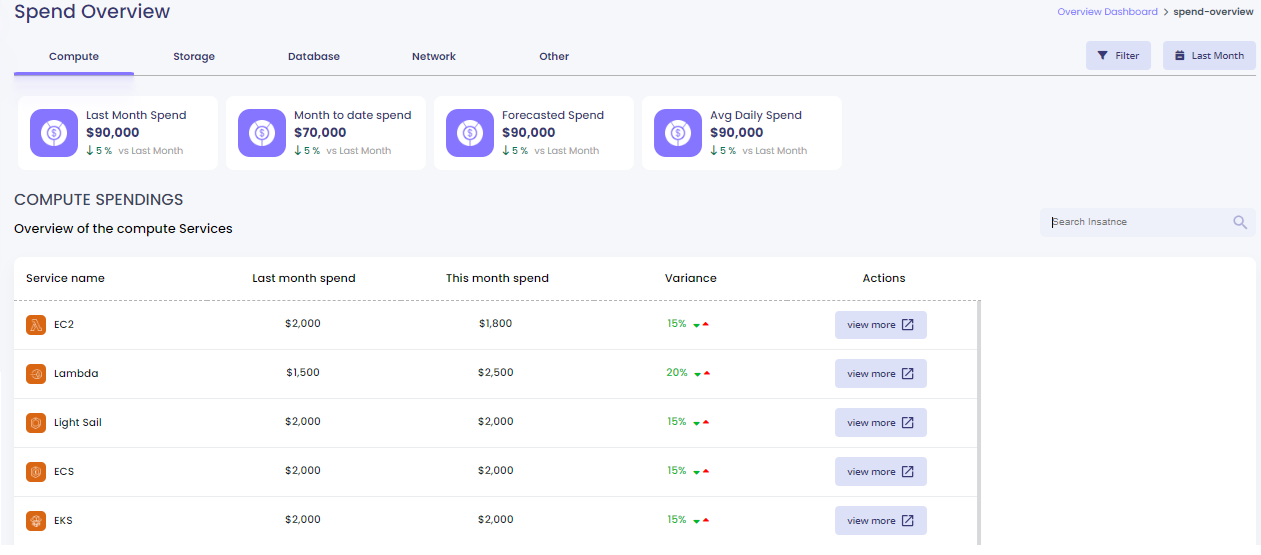 Spend Overview
Overview Dashboard > spend-overview
Compute Storage Database Network Other Filter Last Month
Last Month Spend
$90,000
5 % vs Last Month
Month to date spend
$70,000
5 % vs Last Month
Forecasted Spend
$90,000
5 % vs Last Month
Avg Daily Spend
$90,000
5 % vs Last Month
COMPUTE SPENDINGS
Overview of the compute Services
Search Insatnce
Service name Last month spend This month spend Variance Actions
EC2 $2,000 $1,800 15% view more
Lambda $1,500 $2,500 20% view more
Light Sail $2,000 $2,000 15% view more
ECS $2,000 $2,000 15% view more
EKS $2,000 $2,000 15% view more